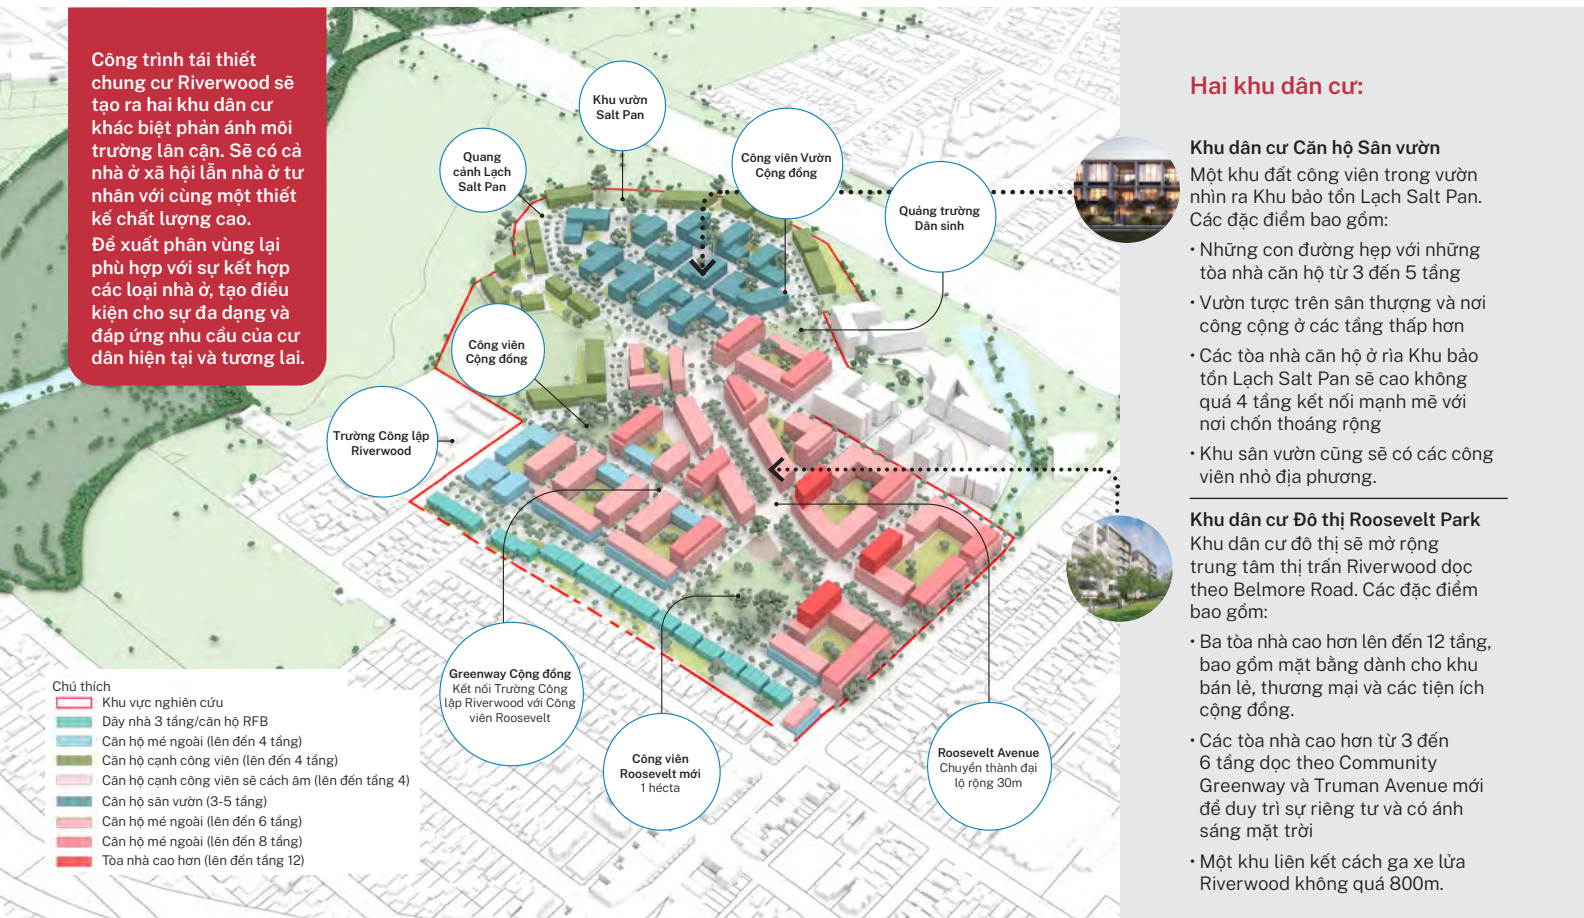 Công trình tái thiết
chung cư Riverwood sẽ
tạo ra hai khu dân cư
khác biệt phản ánh môi
trường lân cận. Sẽ có cả
nhà ở xã hội lẫn nhà ở tư
nhân với cùng một thiết
kế chất lượng cao.
Đề xuất phân vùng lại
phù hợp với sự kết hợp
các loại nhà ở, tạo điều
kiện cho sự đa dạng và
đáp ứng nhu cầu của cư
dân hiện tại và tương lai.
Khu vườn
Salt Pan
Quang
cảnh Lạch
Salt Pan
Công viên Vườn
Cộng đồng
Quảng trường
Dân sinh
Công viên
Cộng đồng
Trường Công lập
Riverwood
Greenway Cộng đồng
Kết nối Trường Công
lập Riverwood với Công
viên Roosevelt
Công viên
Roosevelt mới
1 hécta
Roosevelt Avenue
Chuyển thành đại
lộ rộng 30m
Chú thích
Khu vực nghiên cứu
Dãy nhà 3 tầng/căn hộ RFB
Căn hộ mé ngoài (lên đến 4 tầng)
Căn hộ cạnh công viên (lên đến 4 tầng)
Căn hộ cạnh công viên sẽ cách âm (lên đến tầng 4)
Căn hộ sân vườn (3-5 tầng)
Căn hộ mé ngoài (lên đến 6 tầng)
Căn hộ mé ngoài (lên đến 8 tầng)
Tòa nhà cao hơn (lên đến tầng 12)
Hai khu dân cư:
Khu dân cư Căn hộ Sân vườn
Một khu đất công viên trong vườn
nhìn ra Khu bảo tồn Lạch Salt Pan.
Các đặc điểm bao gồm:
• Những con đường hẹp với những
tòa nhà căn hộ từ 3 đến 5 tầng
• Vườn tược trên sân thượng và nơi
công cộng ở các tầng thấp hơn
• Các tòa nhà căn hộ ở rìa Khu bảo
tồn Lạch Salt Pan sẽ cao không
quá 4 tầng kết nối mạnh mẽ với
nơi chốn thoáng rộng
• Khu sân vườn cũng sẽ có các công
viên nhỏ địa phương.
Khu dân cư Đô thị Roosevelt Park
Khu dân cư đô thị sẽ mở rộng
trung tâm thị trấn Riverwood dọc
theo Belmore Road. Các đặc điểm
bao gồm:
• Ba tòa nhà cao hơn lên đến 12 tầng,
bao gồm mặt bằng dành cho khu
bán lẻ, thương mại và các tiện ích
cộng đồng.
• Các tòa nhà cao hơn từ 3 đến
6 tầng dọc theo Community
Greenway và Truman Avenue mới
để duy trì sự riêng tư và có ánh
sáng mặt trời
• Một khu liên kết cách ga xe lửa
Riverwood không quá 800m.